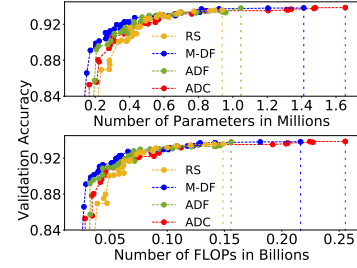 Validation Accuracy
0.92
0.88
0.84
RS
M-DF
ADF
ADC
0.2 0.4 0.6 0.8 1.0 1.2 1.4 1.6
Number of Parameters in Millions
0.92
0.88
0.84
RS
M-DF
ADF
ADC
0.05 0.10 0.15 0.20 0.25
Number of FLOPs in Billions